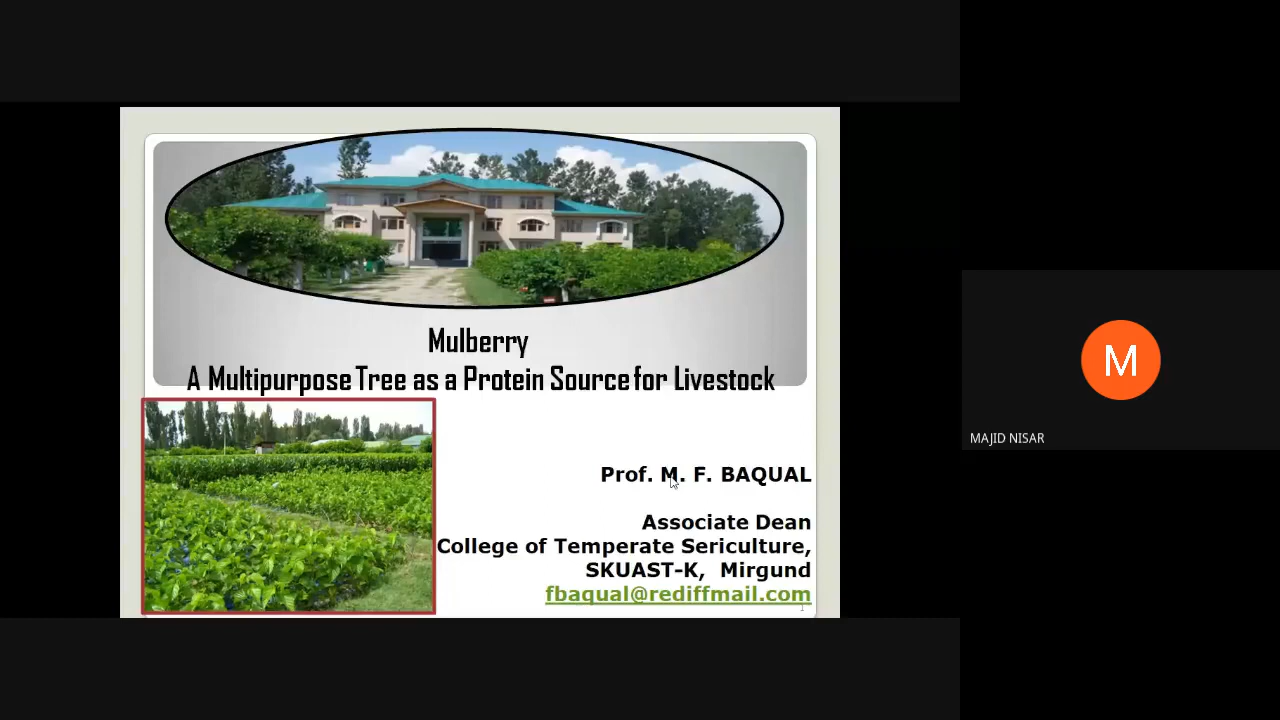 Mulberry
A Multipurpose Tree as a Protein Source for Livestock
Prof. M. F. BAQUAL
Associate Dean
College of Temperate Sericulture,
SKUAST-K, Mirgund
fbaqual@rediffmail.com
1
M
MAJID NISAR